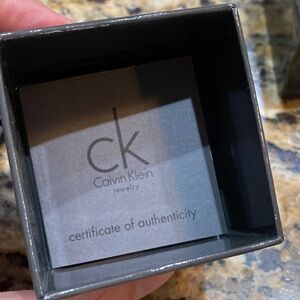 ck
Calvin Klein
jewelry
certificate of authenticity